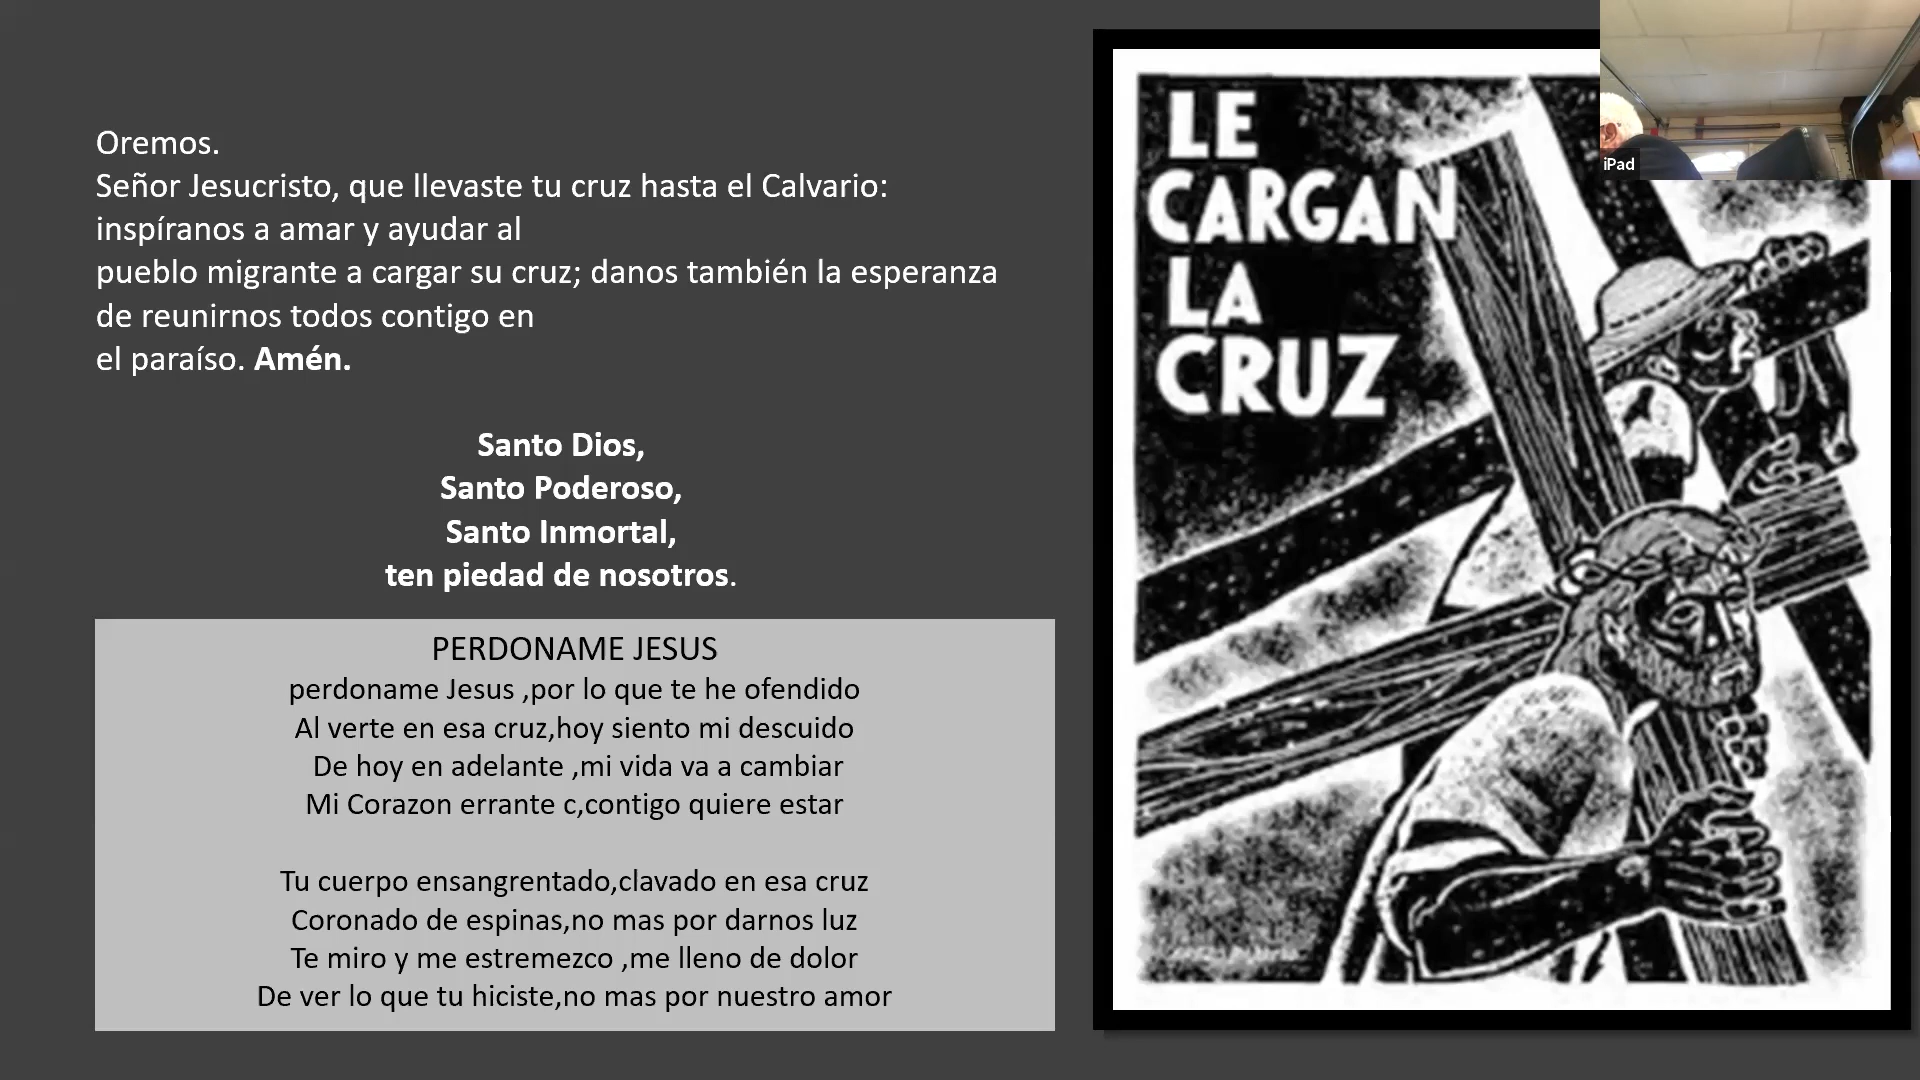 Oremos.
Señor Jesucristo, que llevaste tu cruz hasta el Calvario:
inspíranos a amar y ayudar al
pueblo migrante a cargar su cruz; danos también la esperanza
de reunirnos todos contigo en
el paraíso. Amén.
Santo Dios,
Santo Poderoso,
Santo Inmortal,
ten piedad de nosotros.
PERDONAME JESUS
perdoname Jesus ,por lo que te he ofendido
Al verte en esa cruz,hoy siento mi descuido
De hoy en adelante ,mi vida va a cambiar
Mi Corazon errante c,contigo quiere estar
Tu cuerpo ensangrentado,clavado en esa cruz
Coronado de espinas,no mas por darnos luz
Te miro y me estremezco ,me lleno de dolor
De ver lo que tu hiciste,no mas por nuestro amor
LE
CARGAN
LA
CRUZ
iPad